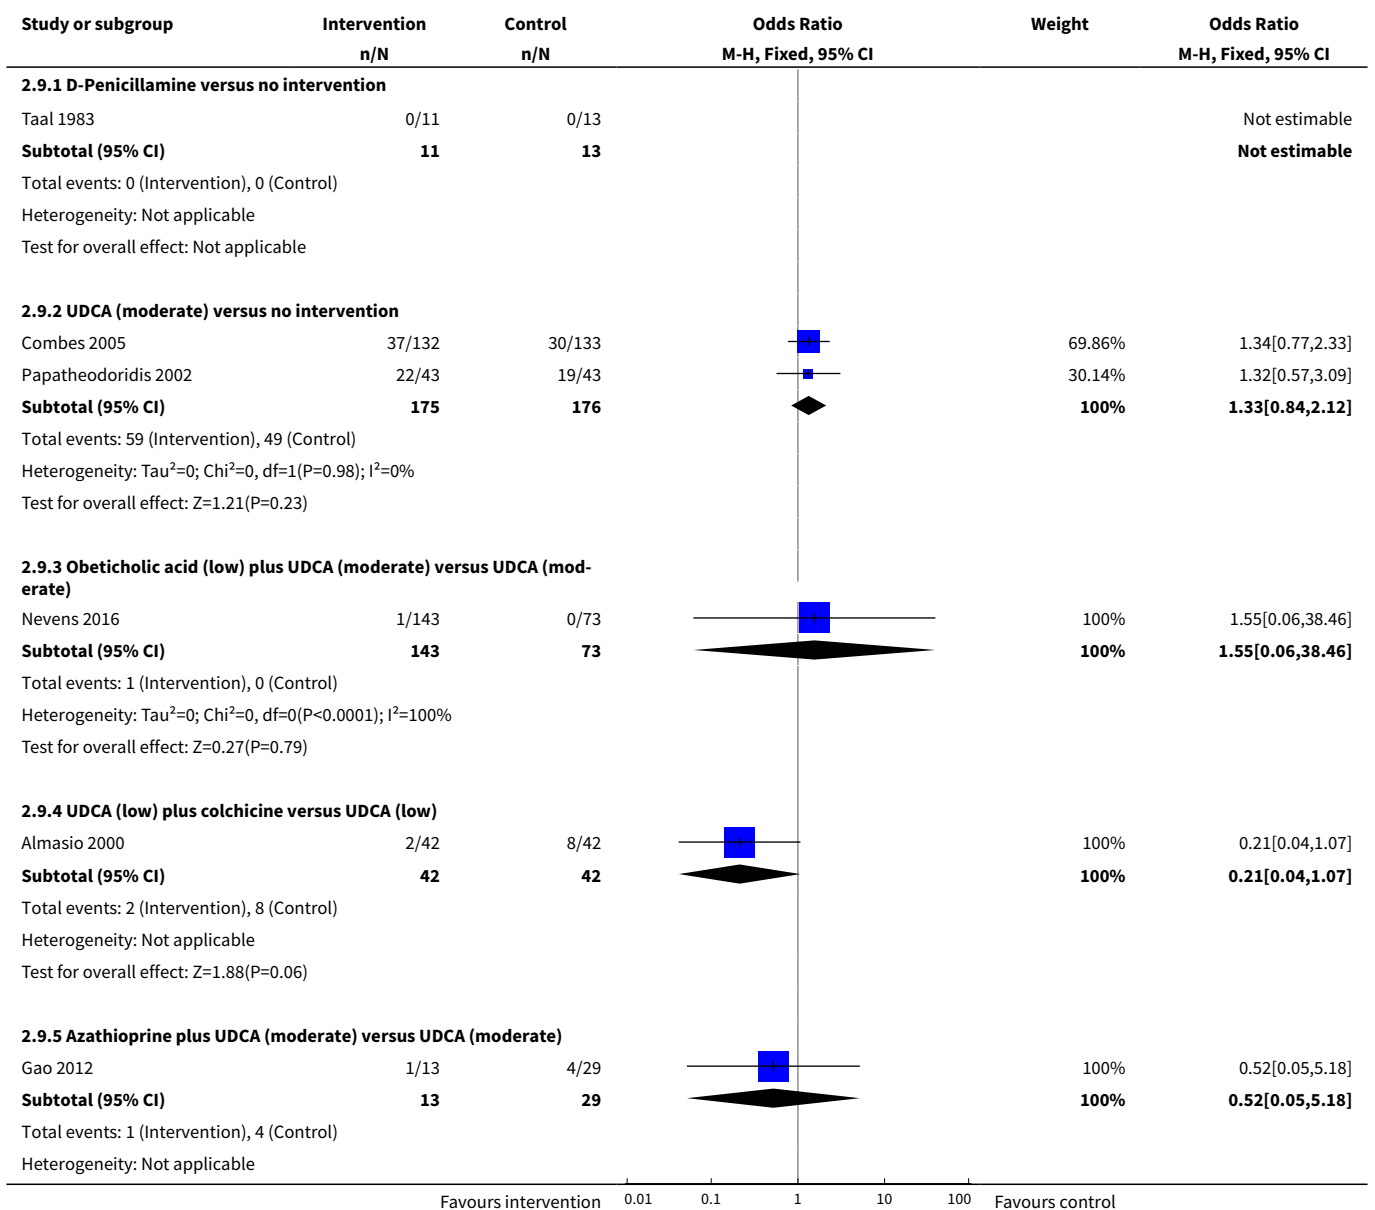 Study or subgroup Intervention Control Odds Ratio Weight Odds Ratio
n/N n/N M-H, Fixed, 95% CI M-H, Fixed, 95% CI
2.9.1 D-Penicillamine versus no intervention
Taal 1983 0/11 0/13 Not estimable
Subtotal (95% CI) 11 13 Not estimable
Total events: 0 (Intervention), 0 (Control)
Heterogeneity: Not applicable
Test for overall effect: Not applicable
2.9.2 UDCA (moderate) versus no intervention
Combes 2005 37/132 30/133 69.86% 1.34[0.77,2.33]
Papatheodoridis 2002 22/43 19/43 30.14% 1.32[0.57,3.09]
Subtotal (95% CI) 175 176 100% 1.33[0.84,2.12]
Total events: 59 (Intervention), 49 (Control)
Heterogeneity: Tau²=0; Chi²=0, df=1(P=0.98); I²=0%
Test for overall effect: Z=1.21(P=0.23)
2.9.3 Obeticholic acid (low) plus UDCA (moderate) versus UDCA (mod-
erate)
Nevens 2016 1/143 0/73 100% 1.55[0.06,38.46]
Subtotal (95% CI) 143 73 100% 1.55[0.06,38.46]
Total events: 1 (Intervention), 0 (Control)
Heterogeneity: Tau²=0; Chi²=0, df=0(P<0.0001); I²=100%
Test for overall effect: Z=0.27(P=0.79)
2.9.4 UDCA (low) plus colchicine versus UDCA (low)
Almasio 2000 2/42 8/42 100% 0.21[0.04,1.07]
Subtotal (95% CI) 42 42 100% 0.21[0.04,1.07]
Total events: 2 (Intervention), 8 (Control)
Heterogeneity: Not applicable
Test for overall effect: Z=1.88(P=0.06)
2.9.5 Azathioprine plus UDCA (moderate) versus UDCA (moderate)
Gao 2012 1/13 4/29 100% 0.52[0.05,5.18]
Subtotal (95% CI) 13 29 100% 0.52[0.05,5.18]
Total events: 1 (Intervention), 4 (Control)
Heterogeneity: Not applicable
Favours intervention 0.01 0.1 1 10 100 Favours control